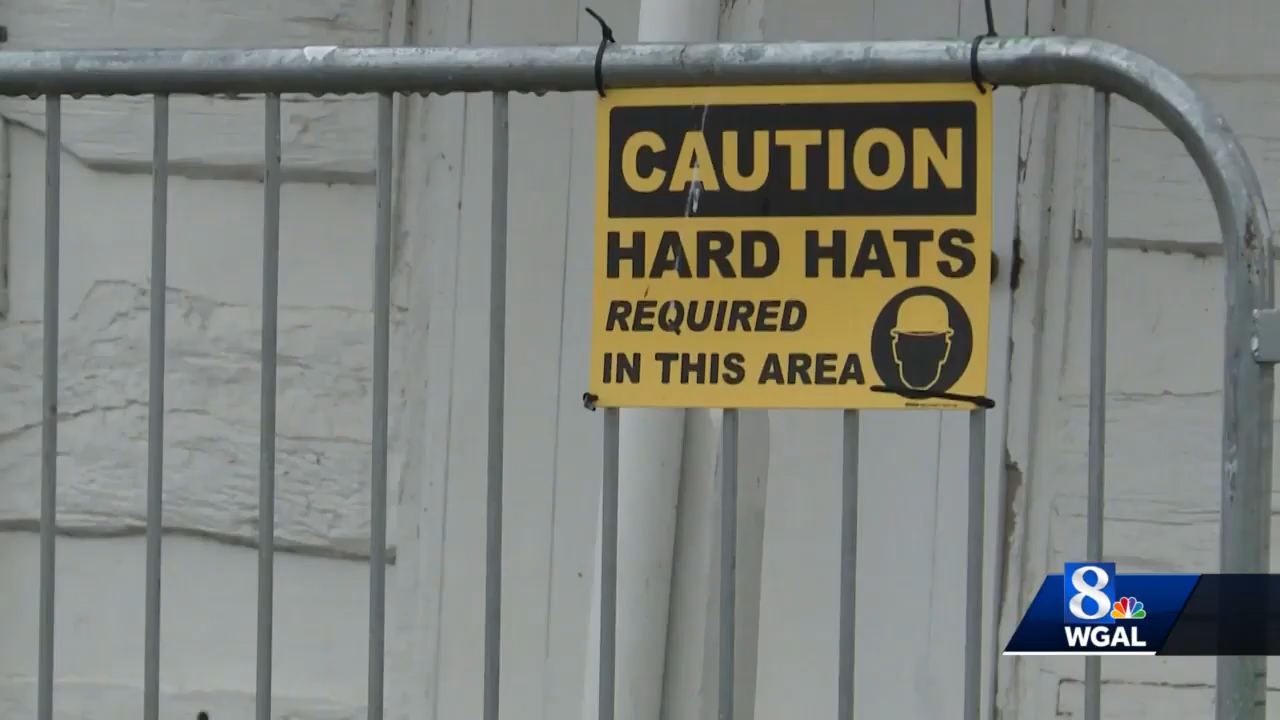 CAUTION
HARD HATS
REQUIRED
IN THIS AREA
8
WGAL